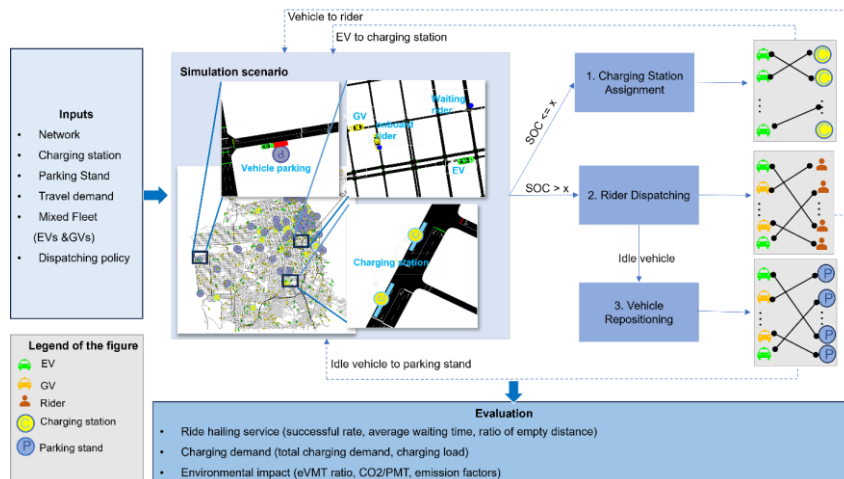 Vehicle to rider
EV to charging station
Inputs
• Network
• Charging station
• Parking Stand
• Travel demand
• Mixed Fleet
(EVs &GVs)
• Dispatching policy
Simulation scenario
Vehicle parking
P
GV
Onboard
rider
Waiting
rider
EV
Charging station
C
C
SOC <= x
SOC > x
1. Charging Station
Assignment
2. Rider Dispatching
Idle vehicle
3. Vehicle
Repositioning
C
C
C
P
P
P
P
Idle vehicle to parking stand
Legend of the figure
EV
GV
Rider
C Charging station
P Parking stand
Evaluation
• Ride hailing service (successful rate, average waiting time, ratio of empty distance)
• Charging demand (total charging demand, charging load)
• Environmental impact (eVMT ratio, CO2/PMT, emission factors)